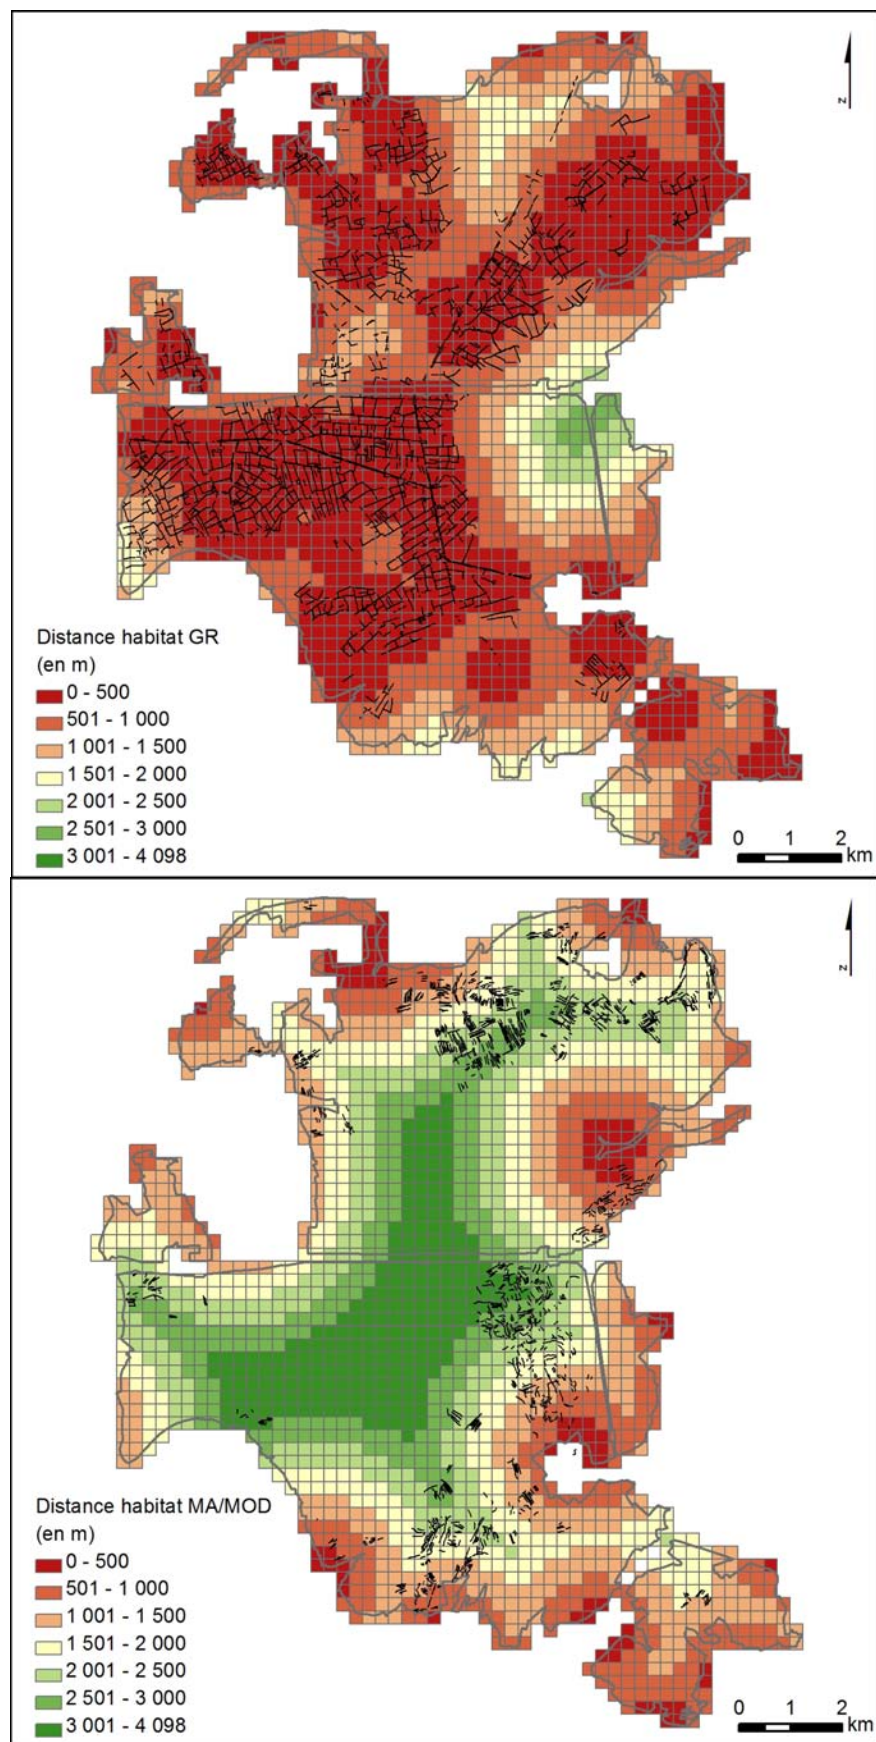 z
Distance habitat GR
(en m)
0 - 500
501 - 1 000
1 001 - 1 500
1 501 - 2 000
2 001 - 2 500
2 501 - 3 000
3 001 - 4 098
0 1 2
km
z
Distance habitat MA/MOD
(en m)
0 - 500
501 - 1 000
1 001 - 1 500
1 501 - 2 000
2 001 - 2 500
2 501 - 3 000
3 001 - 4 098
0 1 2
km